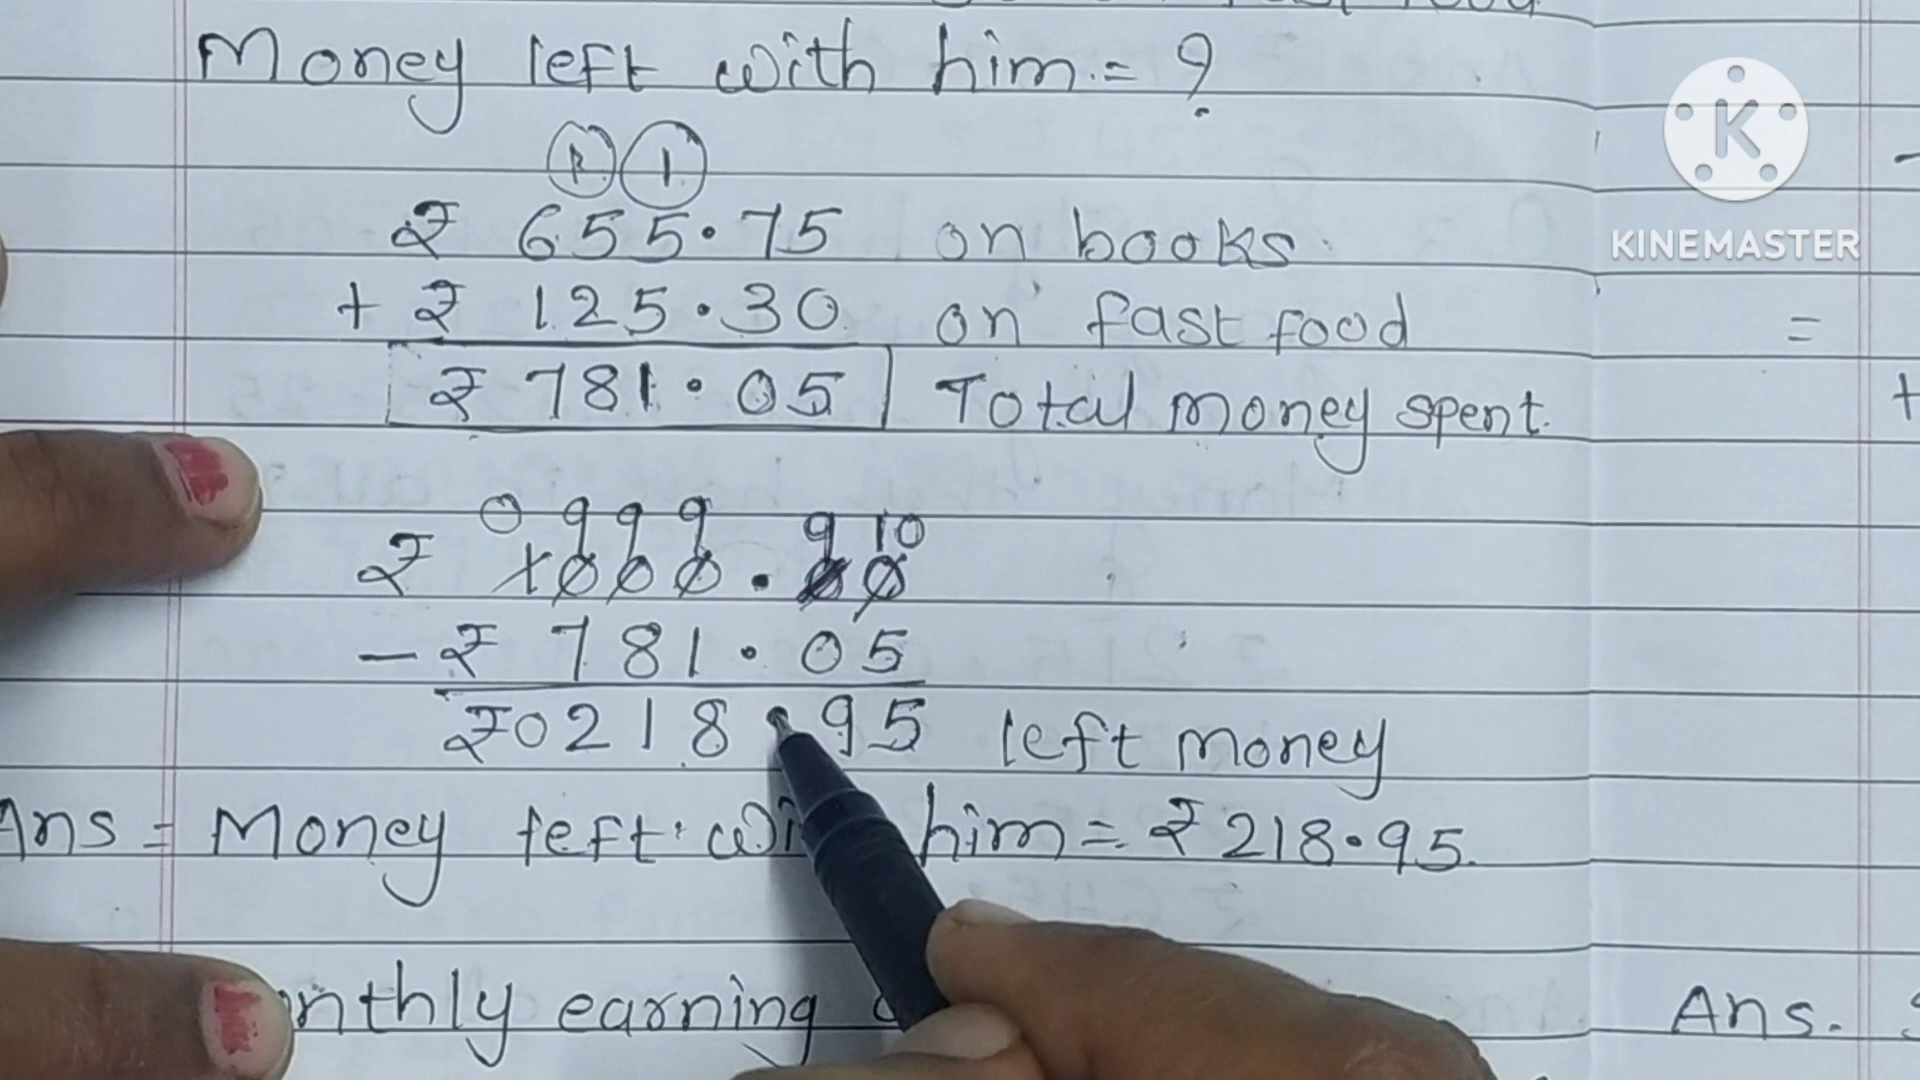 Money left with him = ?
1 1
₹ 655.75 on books
+ ₹ 125.30 on fast food
₹ 781.05 Total money spent.
0 9 9 9 9 10
₹ 1000.00
- ₹ 781.05
₹0218.95 left money
Ans = Money left him = ₹218.95.
earning
Ans.
KINEMASTER